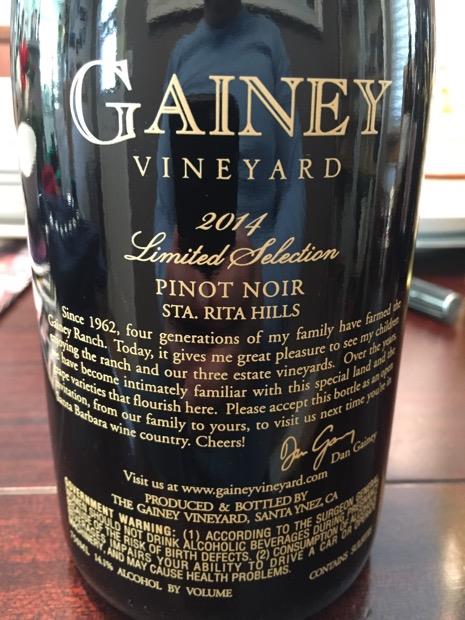 GAINEY
VINEYARD
2014
Limited Selection
PINOT NOIR
STA. RITA HILLS
Since 1962, four generations of my family have farmed the
Gainey Ranch. Today, it gives me great pleasure to see my children
enjoying the ranch and our three estate vineyards. Over the years,
have become intimately familiar with this special land and the
grape varieties that flourish here. Please accept this bottle as an open
invitation, from our family to yours, to visit us next time you're in
Santa Barbara wine country. Cheers!
Dan Gainey
Dan Gainey
Visit us at www.gaineyvineyard.com
PRODUCED & BOTTLED BY
THE GAINEY VINEYARD, SANTA YNEZ, CA
GOVERNMENT WARNING: (1) ACCORDING TO THE SURGEON GENERAL,
SHOULD NOT DRINK ALCOHOLIC BEVERAGES DURING PREGNANCY
BECAUSE OF THE RISK OF BIRTH DEFECTS. (2) CONSUMPTION OF
BEVERAGES IMPAIRS YOUR ABILITY TO DRIVE A CAR OR
AND MAY CAUSE HEALTH PROBLEMS. CONTAINS SULFITES
750ML 14.1% ALCOHOL BY VOLUME